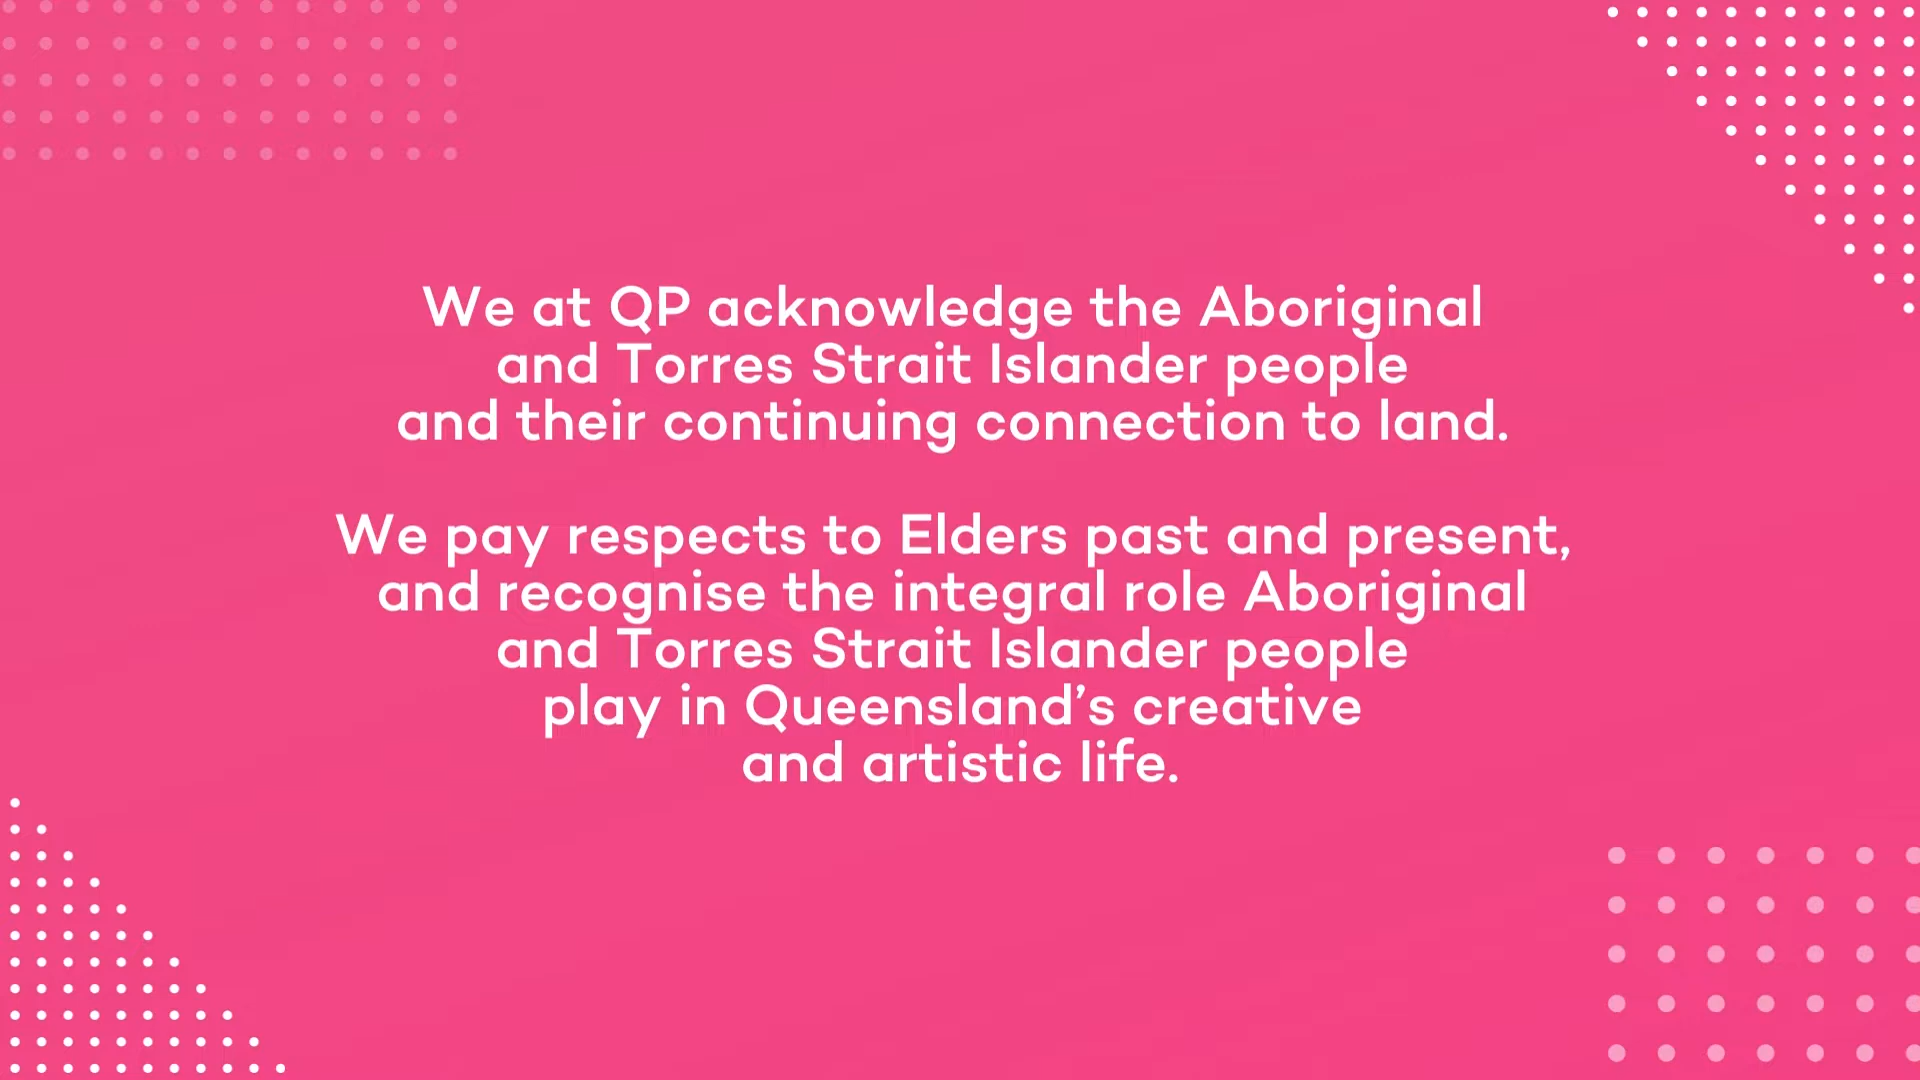 We at QP acknowledge the Aboriginal
and Torres Strait Islander people
and their continuing connection to land.
We pay respects to Elders past and present,
and recognise the integral role Aboriginal
and Torres Strait Islander people
play in Queensland’s creative
and artistic life.